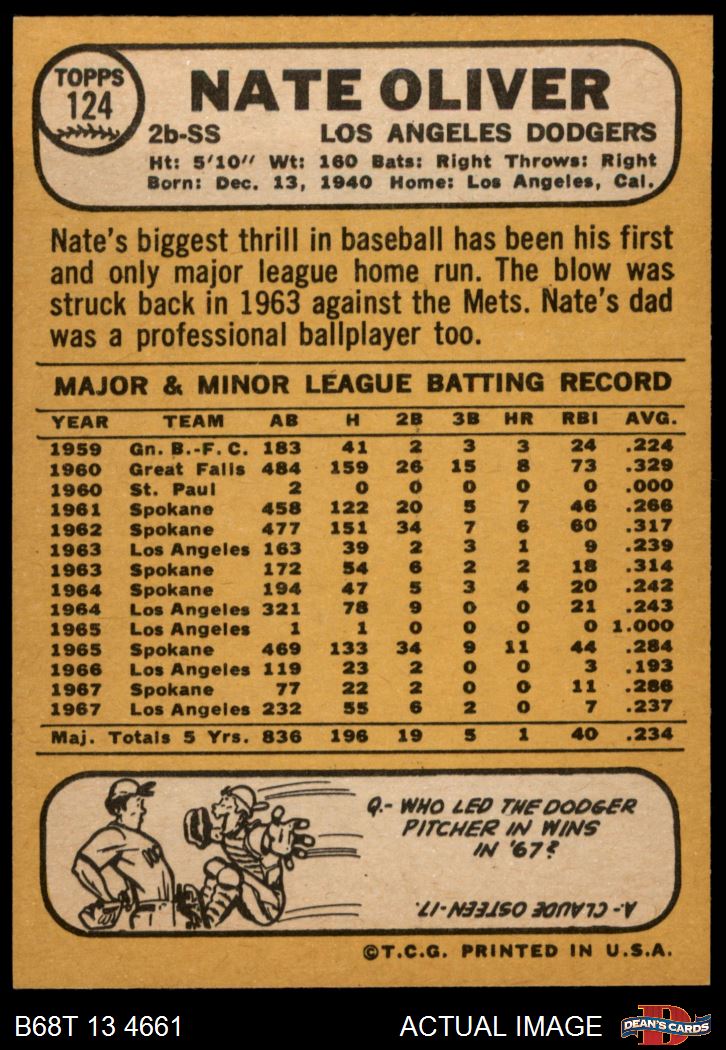 TOPPS
124
NATE OLIVER
2b-SS LOS ANGELES DODGERS
Ht: 5'10" Wt: 160 Bats: Right Throws: Right
Born: Dec. 13, 1940 Home: Los Angeles, Cal.
Nate's biggest thrill in baseball has been his first
and only major league home run. The blow was
struck back in 1963 against the Mets. Nate's dad
was a professional ballplayer too.
MAJOR & MINOR LEAGUE BATTING RECORD
YEAR TEAM AB H 2B 3B HR RBI AVG.
1959 Gn. B.-F. C. 183 41 2 3 3 24 .224
1960 Great Falls 484 159 26 15 8 73 .329
1960 St. Paul 2 0 0 0 0 0 .000
1961 Spokane 458 122 20 5 7 46 .266
1962 Spokane 477 151 34 7 6 60 .317
1963 Los Angeles 163 39 2 3 1 9 .239
1963 Spokane 172 54 6 2 2 18 .314
1964 Spokane 194 47 5 3 4 20 .242
1964 Los Angeles 321 78 9 0 0 21 .243
1965 Los Angeles 1 1 0 0 0 0 1.000
1965 Spokane 469 133 34 9 11 44 .284
1966 Los Angeles 119 23 2 0 0 3 .193
1967 Spokane 77 22 2 0 0 11 .286
1967 Los Angeles 232 55 6 2 0 7 .237
Maj. Totals 5 Yrs. 836 196 19 5 1 40 .234
Q.- WHO LED THE DODGER
PITCHER IN WINS
IN '67?
A.- CLAUDE OSTEEN-17.
©T.C.G. PRINTED IN U.S.A.
B68T 13 4661 ACTUAL IMAGE
DEAN'S CARDS